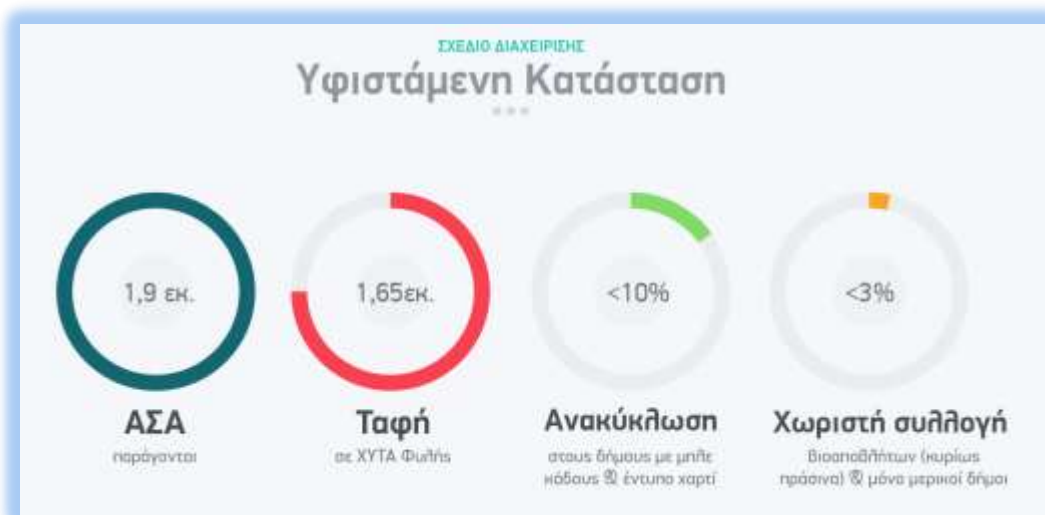 ΣΧΕΔΙΟ ΔΙΑΧΕΙΡΙΣΗΣ
Υφιστάμενη Κατάσταση
1,9 εκ.
1,65εκ.
<10%
<3%
ΑΣΑ
Ταφή
Ανακύκλωση
Χωριστή συλλογή
παράγονται
σε ΧΥΤΑ Φυλής
στους δήμους με μπλε
κάδους & έντυπο χαρτί
Βιοαποβλήτων (κυρίως
πράσινα) & μόνο μερικοί δήμοι